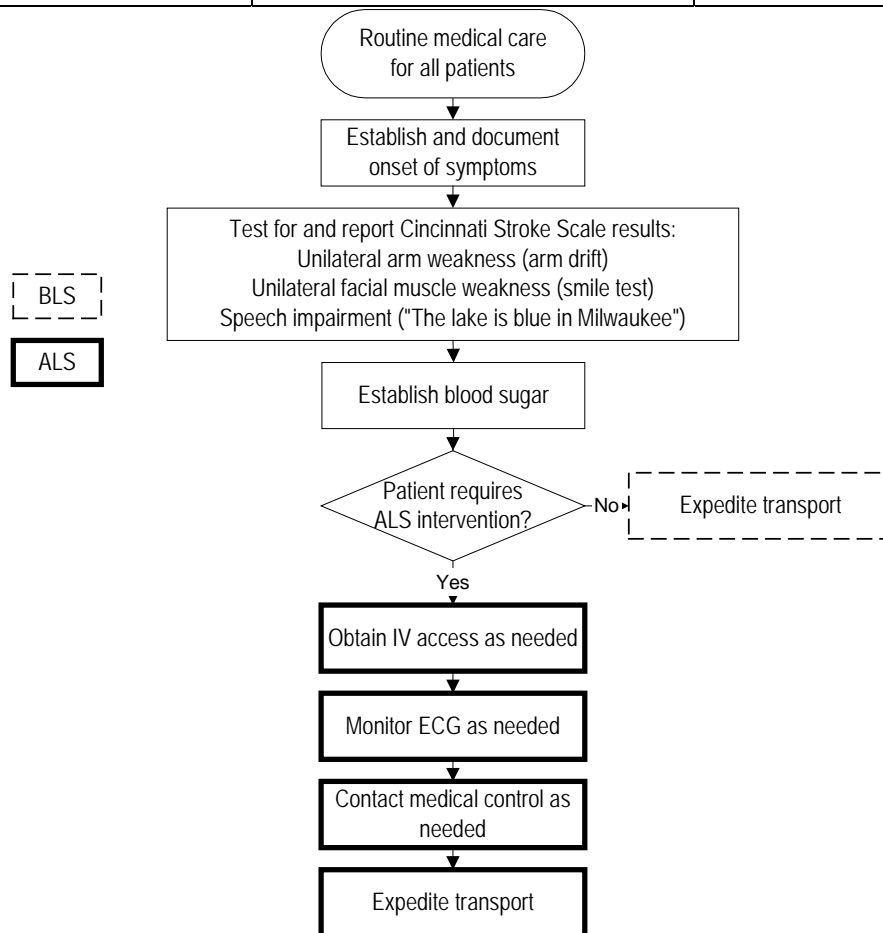 Routine medical care
for all patients
Establish and document
onset of symptoms
Test for and report Cincinnati Stroke Scale results:
Unilateral arm weakness (arm drift)
Unilateral facial muscle weakness (smile test)
Speech impairment ("The lake is blue in Milwaukee")
BLS
ALS
Establish blood sugar
Patient requires
ALS intervention?
No
Expedite transport
Yes
Obtain IV access as needed
Monitor ECG as needed
Contact medical control as
needed
Expedite transport